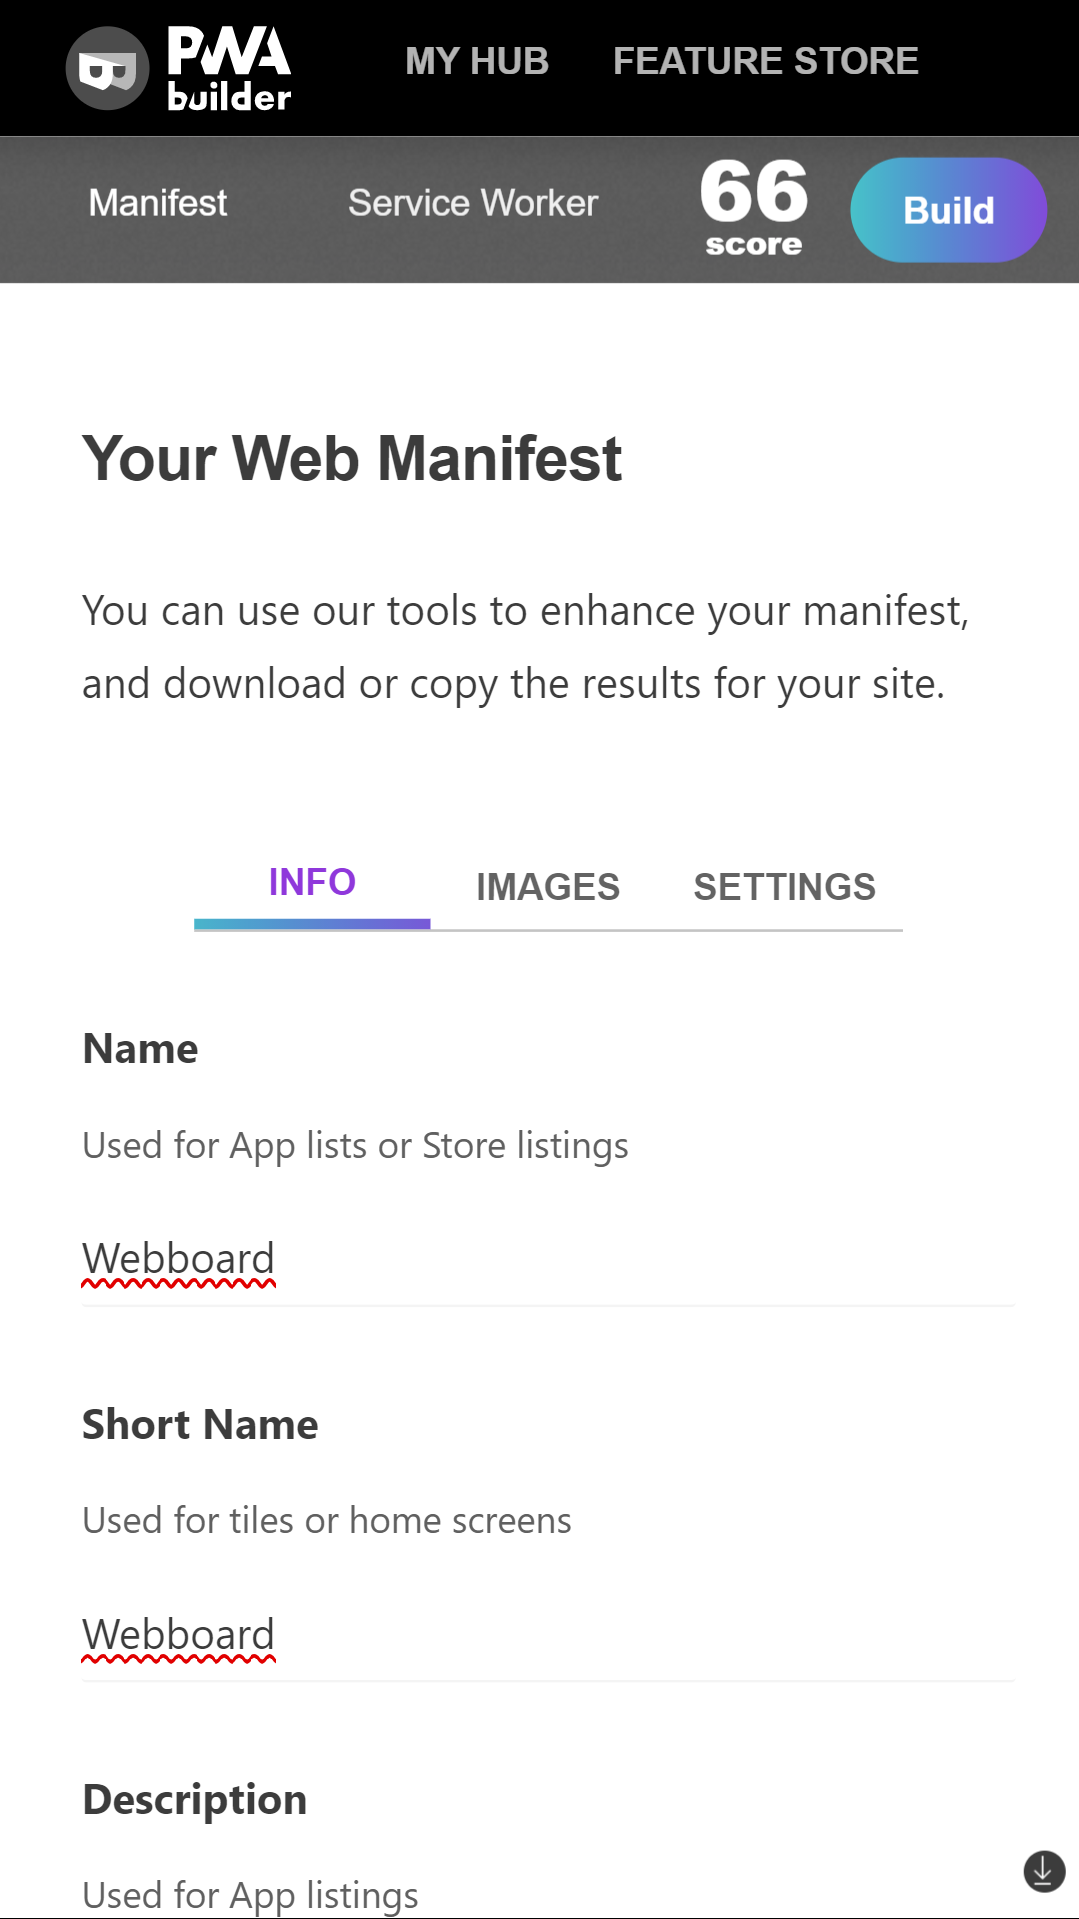 PWA
builder
MY HUB
FEATURE STORE
Manifest
Service Worker
66
score
Build
Your Web Manifest
You can use our tools to enhance your manifest,
and download or copy the results for your site.
INFO
IMAGES
SETTINGS
Name
Used for App lists or Store listings
Webboard
Short Name
Used for tiles or home screens
Webboard
Description
Used for App listings